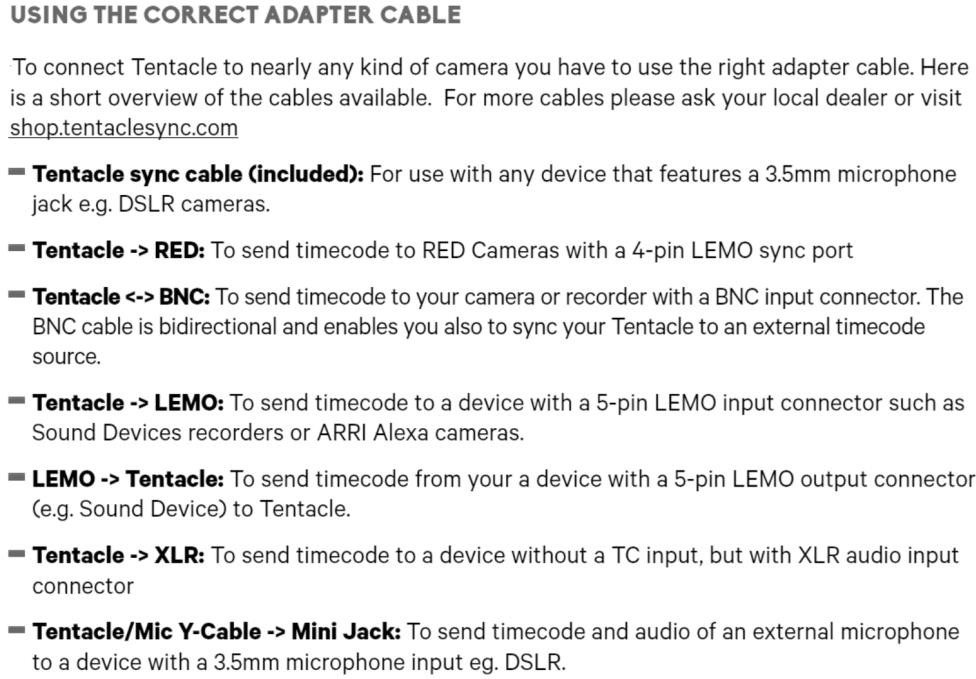 USING THE CORRECT ADAPTER CABLE
To connect Tentacle to nearly any kind of camera you have to use the right adapter cable. Here
is a short overview of the cables available.  For more cables please ask your local dealer or visit
shop.tentaclesync.com
Tentacle sync cable (included): For use with any device that features a 3.5mm microphone
jack e.g. DSLR cameras.
Tentacle -> RED: To send timecode to RED Cameras with a 4-pin LEMO sync port
Tentacle <-> BNC: To send timecode to your camera or recorder with a BNC input connector. The
BNC cable is bidirectional and enables you also to sync your Tentacle to an external timecode
source.
Tentacle -> LEMO: To send timecode to a device with a 5-pin LEMO input connector such as
Sound Devices recorders or ARRI Alexa cameras.
LEMO -> Tentacle: To send timecode from your a device with a 5-pin LEMO output connector
(e.g. Sound Device) to Tentacle.
Tentacle -> XLR: To send timecode to a device without a TC input, but with XLR audio input
connector
Tentacle/Mic Y-Cable -> Mini Jack: To send timecode and audio of an external microphone
to a device with a 3.5mm microphone input eg. DSLR.